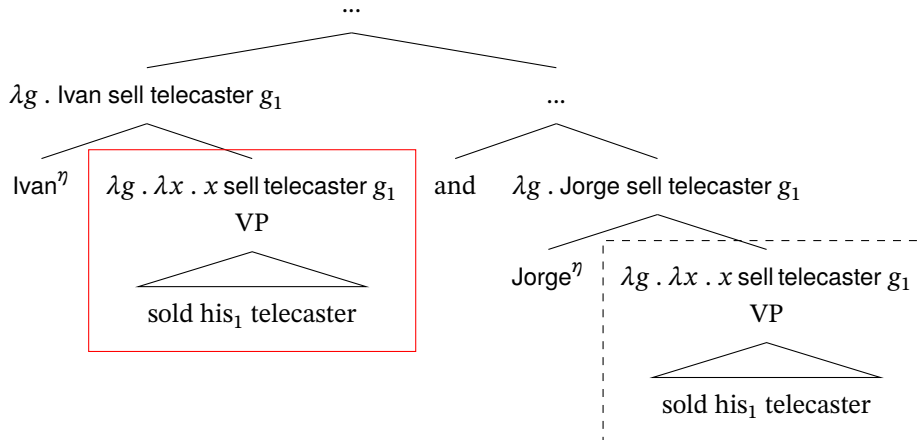 ...
λg . Ivan sell telecaster g₁
...
Ivan^η
λg . λx . x sell telecaster g₁
and
λg . Jorge sell telecaster g₁
VP
Jorge^η
λg . λx . x sell telecaster g₁
sold his₁ telecaster
VP
sold his₁ telecaster